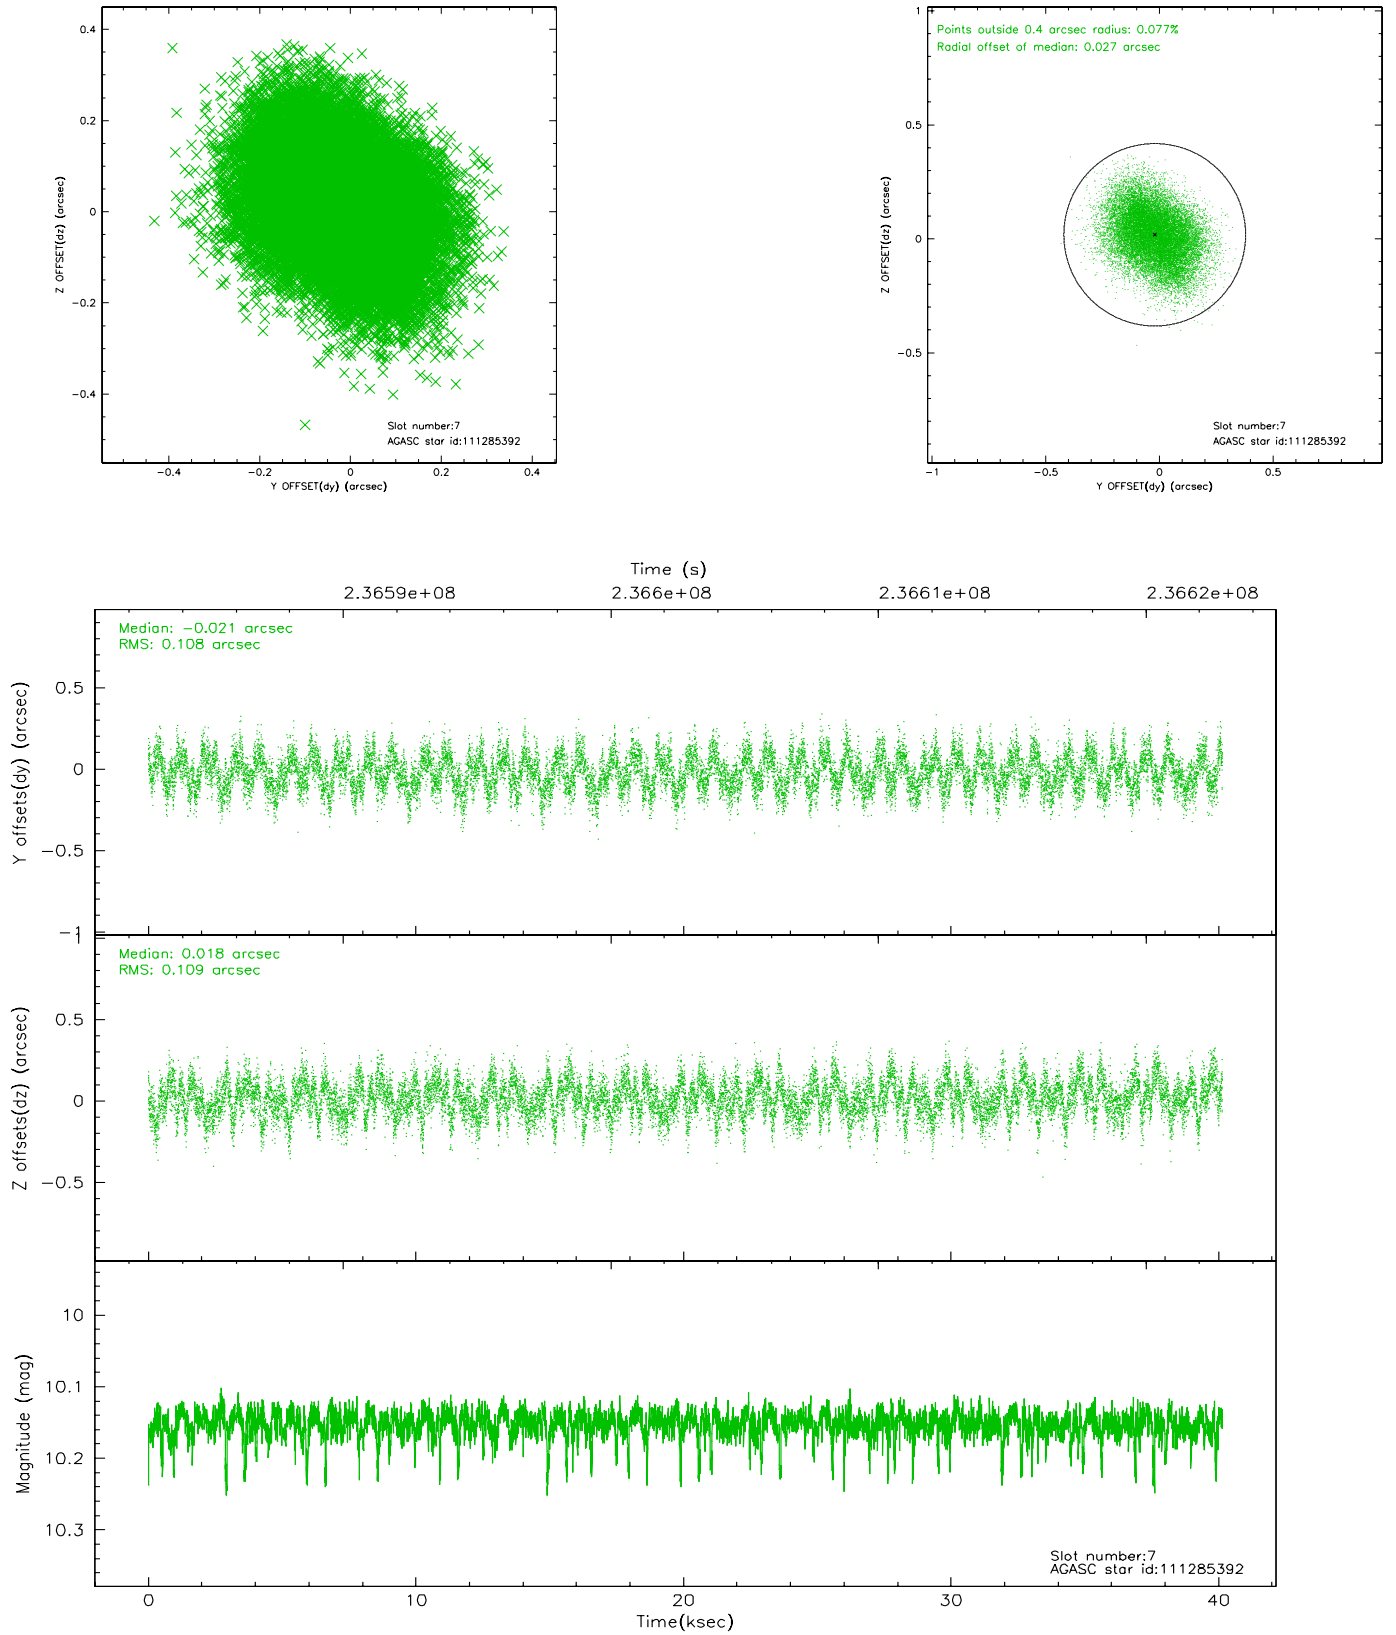 0.4
0.2
0
−0.2
−0.4
Z OFFSET(dz) (arcsec)
−0.4 −0.2 0 0.2 0.4
Y OFFSET(dy) (arcsec)
Slot number:7
AGASC star id:111285392
Points outside 0.4 arcsec radius: 0.077%
Radial offset of median: 0.027 arcsec
1
0.5
0
−0.5
Z OFFSET(dz) (arcsec)
−1 −0.5 0 0.5
Y OFFSET(dy) (arcsec)
Slot number:7
AGASC star id:111285392
Time (s)
2.3659e+08 2.366e+08 2.3661e+08 2.3662e+08
Median: −0.021 arcsec
RMS: 0.108 arcsec
0.5
0
−0.5
−1
Y offsets(dy) (arcsec)
Median: 0.018 arcsec
RMS: 0.109 arcsec
1
0.5
0
−0.5
Z offsets(dz) (arcsec)
10
10.1
10.2
10.3
Magnitude (mag)
Slot number:7
AGASC star id:111285392
0 10 20 30 40
Time(ksec)